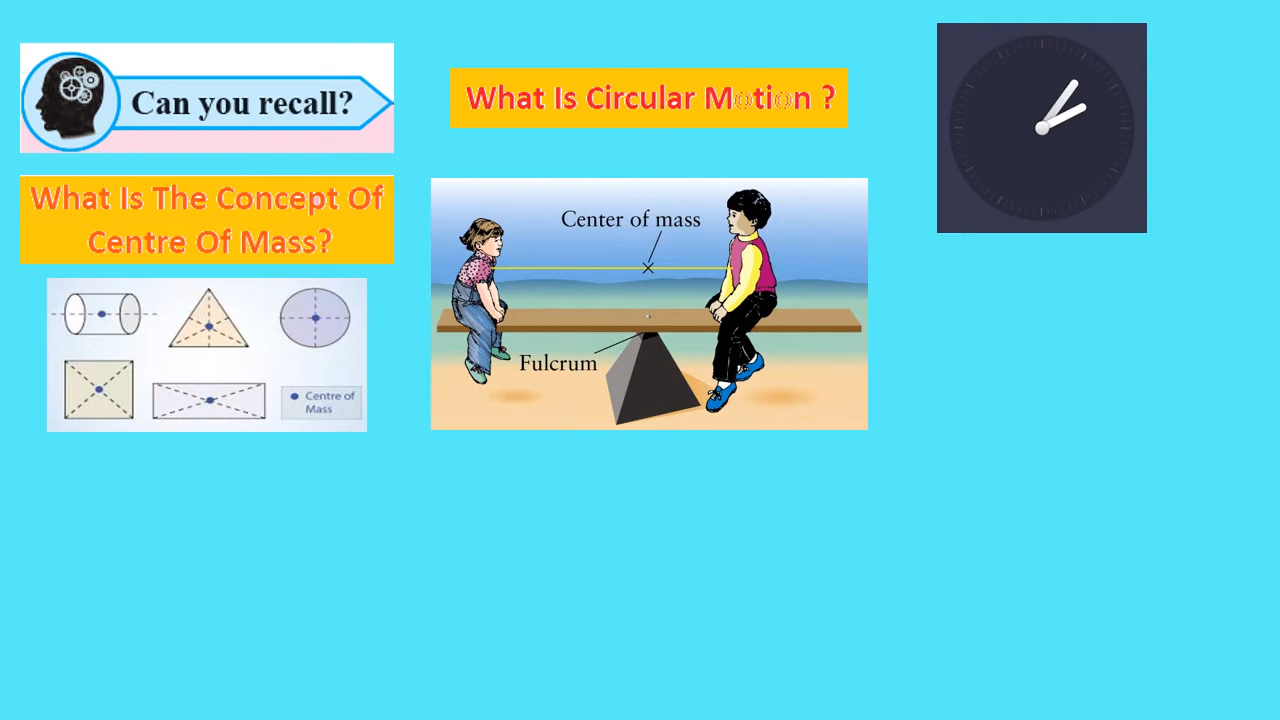 Can you recall?
What Is Circular Motion ?
What Is The Concept Of
Centre Of Mass?
Center of mass
Fulcrum
Centre of
Mass